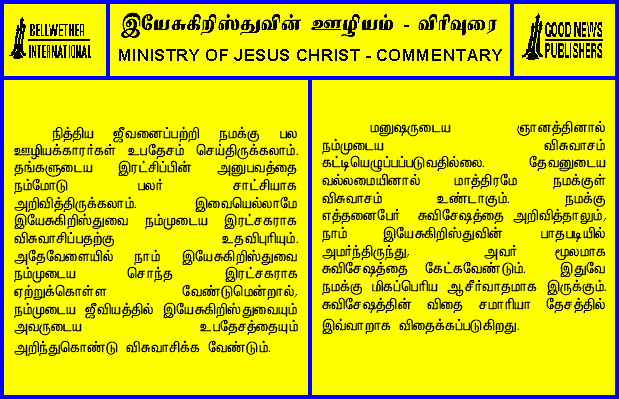 BELLWETHER
INTERNATIONAL
இயேசுகிறிஸ்துவின் ஊழியம் - விரிவுரை
MINISTRY OF JESUS CHRIST - COMMENTARY
GOOD NEWS
PUBLISHERS
நித்திய ஜீவனைப்பற்றி நமக்கு பல
ஊழியக்காரர்கள் உபதேசம் செய்திருக்கலாம்.
தங்களுடைய இரட்சிப்பின் அனுபவத்தை
நம்மோடு பலர் சாட்சியாக
அறிவித்திருக்கலாம். இவையெல்லாமே
இயேசுகிறிஸ்துவை நம்முடைய இரட்சகராக
விசுவாசிப்பதற்கு உதவிபுரியும்.
அதேவேளையில் நாம் இயேசுகிறிஸ்துவை
நம்முடைய சொந்த இரட்சகராக
ஏற்றுக்கொள்ள வேண்டுமென்றால்,
நம்முடைய ஜீவியத்தில் இயேசுகிறிஸ்துவையும்
அவருடைய உபதேசத்தையும்
அறிந்துகொண்டு விசுவாசிக்க வேண்டும்.
மனுஷருடைய ஞானத்தினால்
நம்முடைய விசுவாசம்
கட்டியெழுப்பப்படுவதில்லை. தேவனுடைய
வல்லமையினால் மாத்திரமே நமக்குள்
விசுவாசம் உண்டாகும். நமக்கு
எத்தனைபேர் சுவிசேஷத்தை அறிவித்தாலும்,
நாம் இயேசுகிறிஸ்துவின் பாதபடியில்
அமர்ந்திருந்து, அவர் மூலமாக
சுவிசேஷத்தை கேட்கவேண்டும். இதுவே
நமக்கு மிகப்பெரிய ஆசீர்வாதமாக இருக்கும்.
சுவிசேஷத்தின் விதை சமாரியா தேசத்தில்
இவ்வாறாக விதைக்கப்படுகிறது.